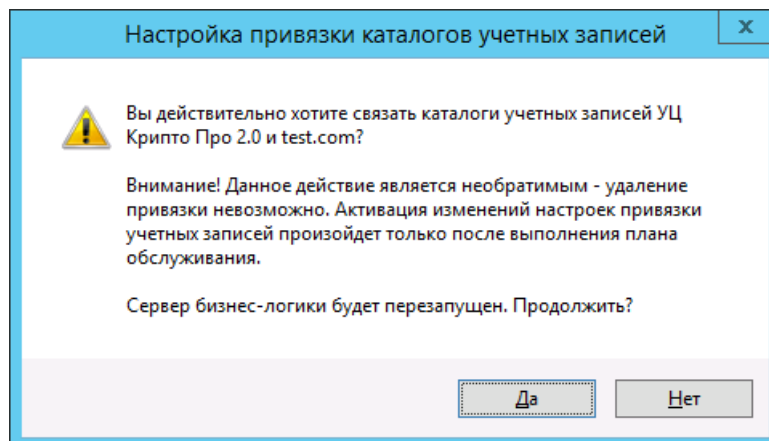 Настройка привязки каталогов учетных записей
x
Вы действительно хотите связать каталоги учетных записей УЦ
Крипто Про 2.0 и test.com?
Внимание! Данное действие является необратимым - удаление
привязки невозможно. Активация изменений настроек привязки
учетных записей произойдет только после выполнения плана
обслуживания.
Сервер бизнес-логики будет перезапущен. Продолжить?
Да
Нет